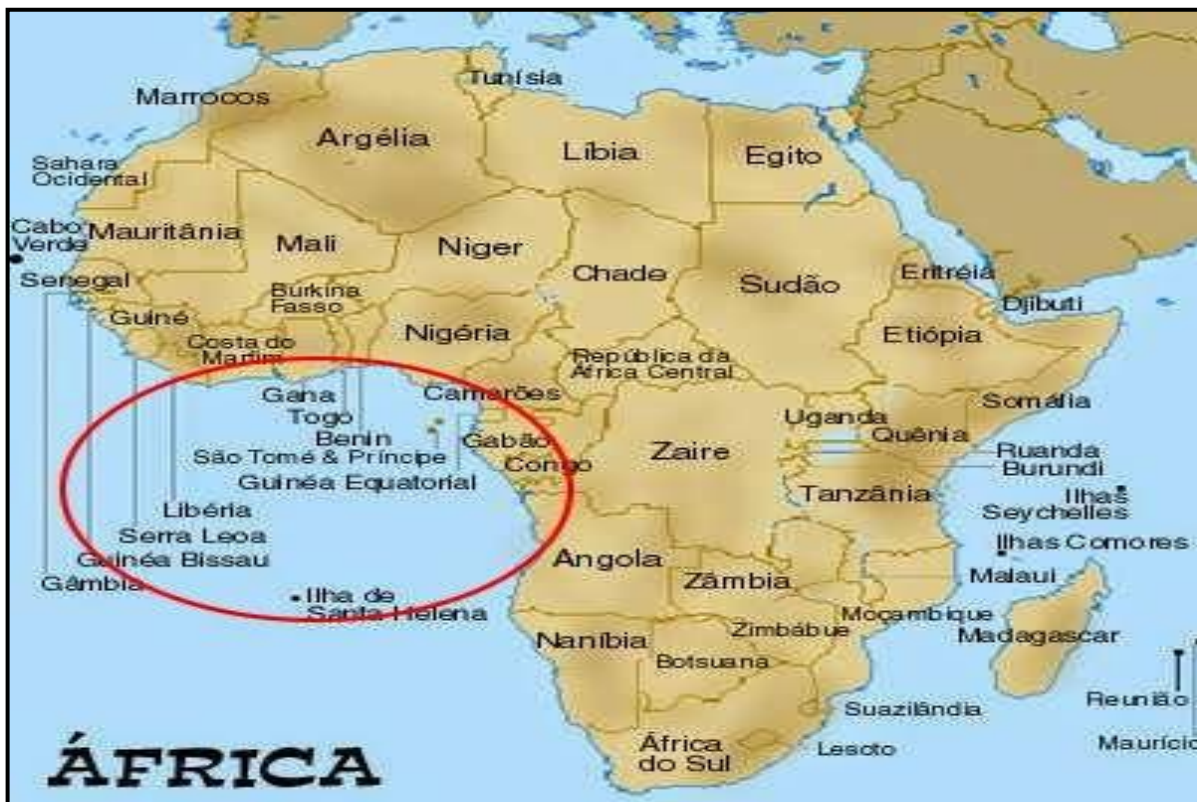 Tunísia
Marrocos
Argélia
Líbia
Egito
Sahara
Ocidental
Cabo
Verde
Mauritânia
Mali
Niger
Chade
Sudão
Eritréia
Djibuti
Senegal
Burkina
Fasso
Guiné
Nigéria
Etiópia
Costa do
Marfim
República da
África Central
Gana
Camarões
Togo
Benin
Uganda
Somália
Gabão
Zaire
Quênia
São Tomé & Príncipe
Congo
Ruanda
Guinéa Equatorial
Burundi
Tanzânia
Ilhas
Seychelles
Libéria
Serra Leoa
Guinéa Bissau
Gâmbia
Ilhas Comores
Angola
Zâmbia
Malaui
Ilha de
Santa Helena
Moçambique
Madagascar
Zimbábue
Naníbia
Botsuana
Reunião
Suazilândia
Maurício
África
do Sul
Lesoto
ÁFRICA